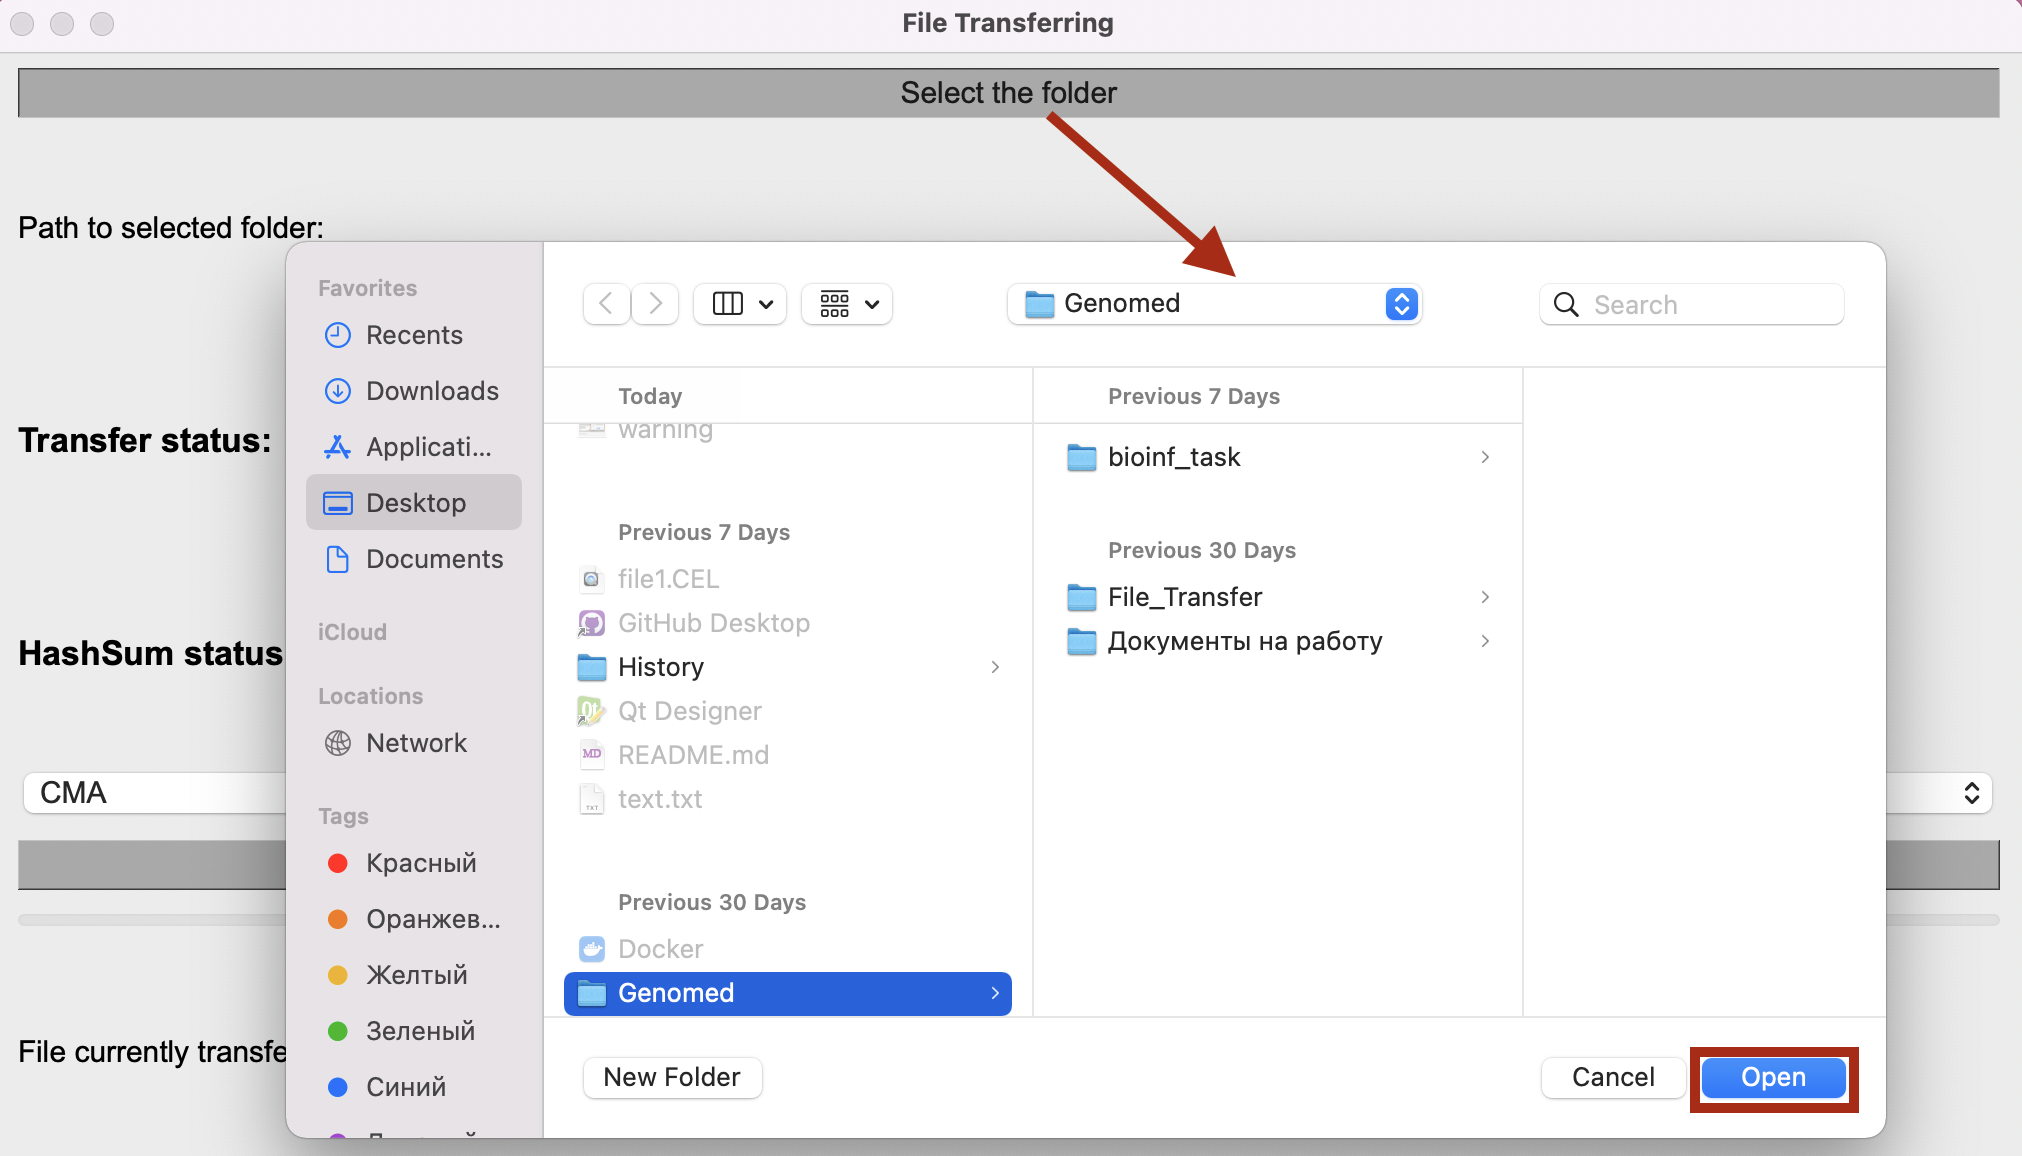 File Transferring
Select the folder
Path to selected folder:
Transfer status:
HashSum status
CMA
File currently transfe
Favorites
Recents
Downloads
Applicati...
Desktop
Documents
iCloud
Locations
Network
Tags
Красный
Оранжев...
Желтый
Зеленый
Синий
Genomed
Search
Today
warning
Previous 7 Days
file1.CEL
GitHub Desktop
History
Qt Designer
README.md
text.txt
Previous 30 Days
Docker
Genomed
Previous 7 Days
bioinf_task
Previous 30 Days
File_Transfer
Документы на работу
New Folder
Cancel
Open